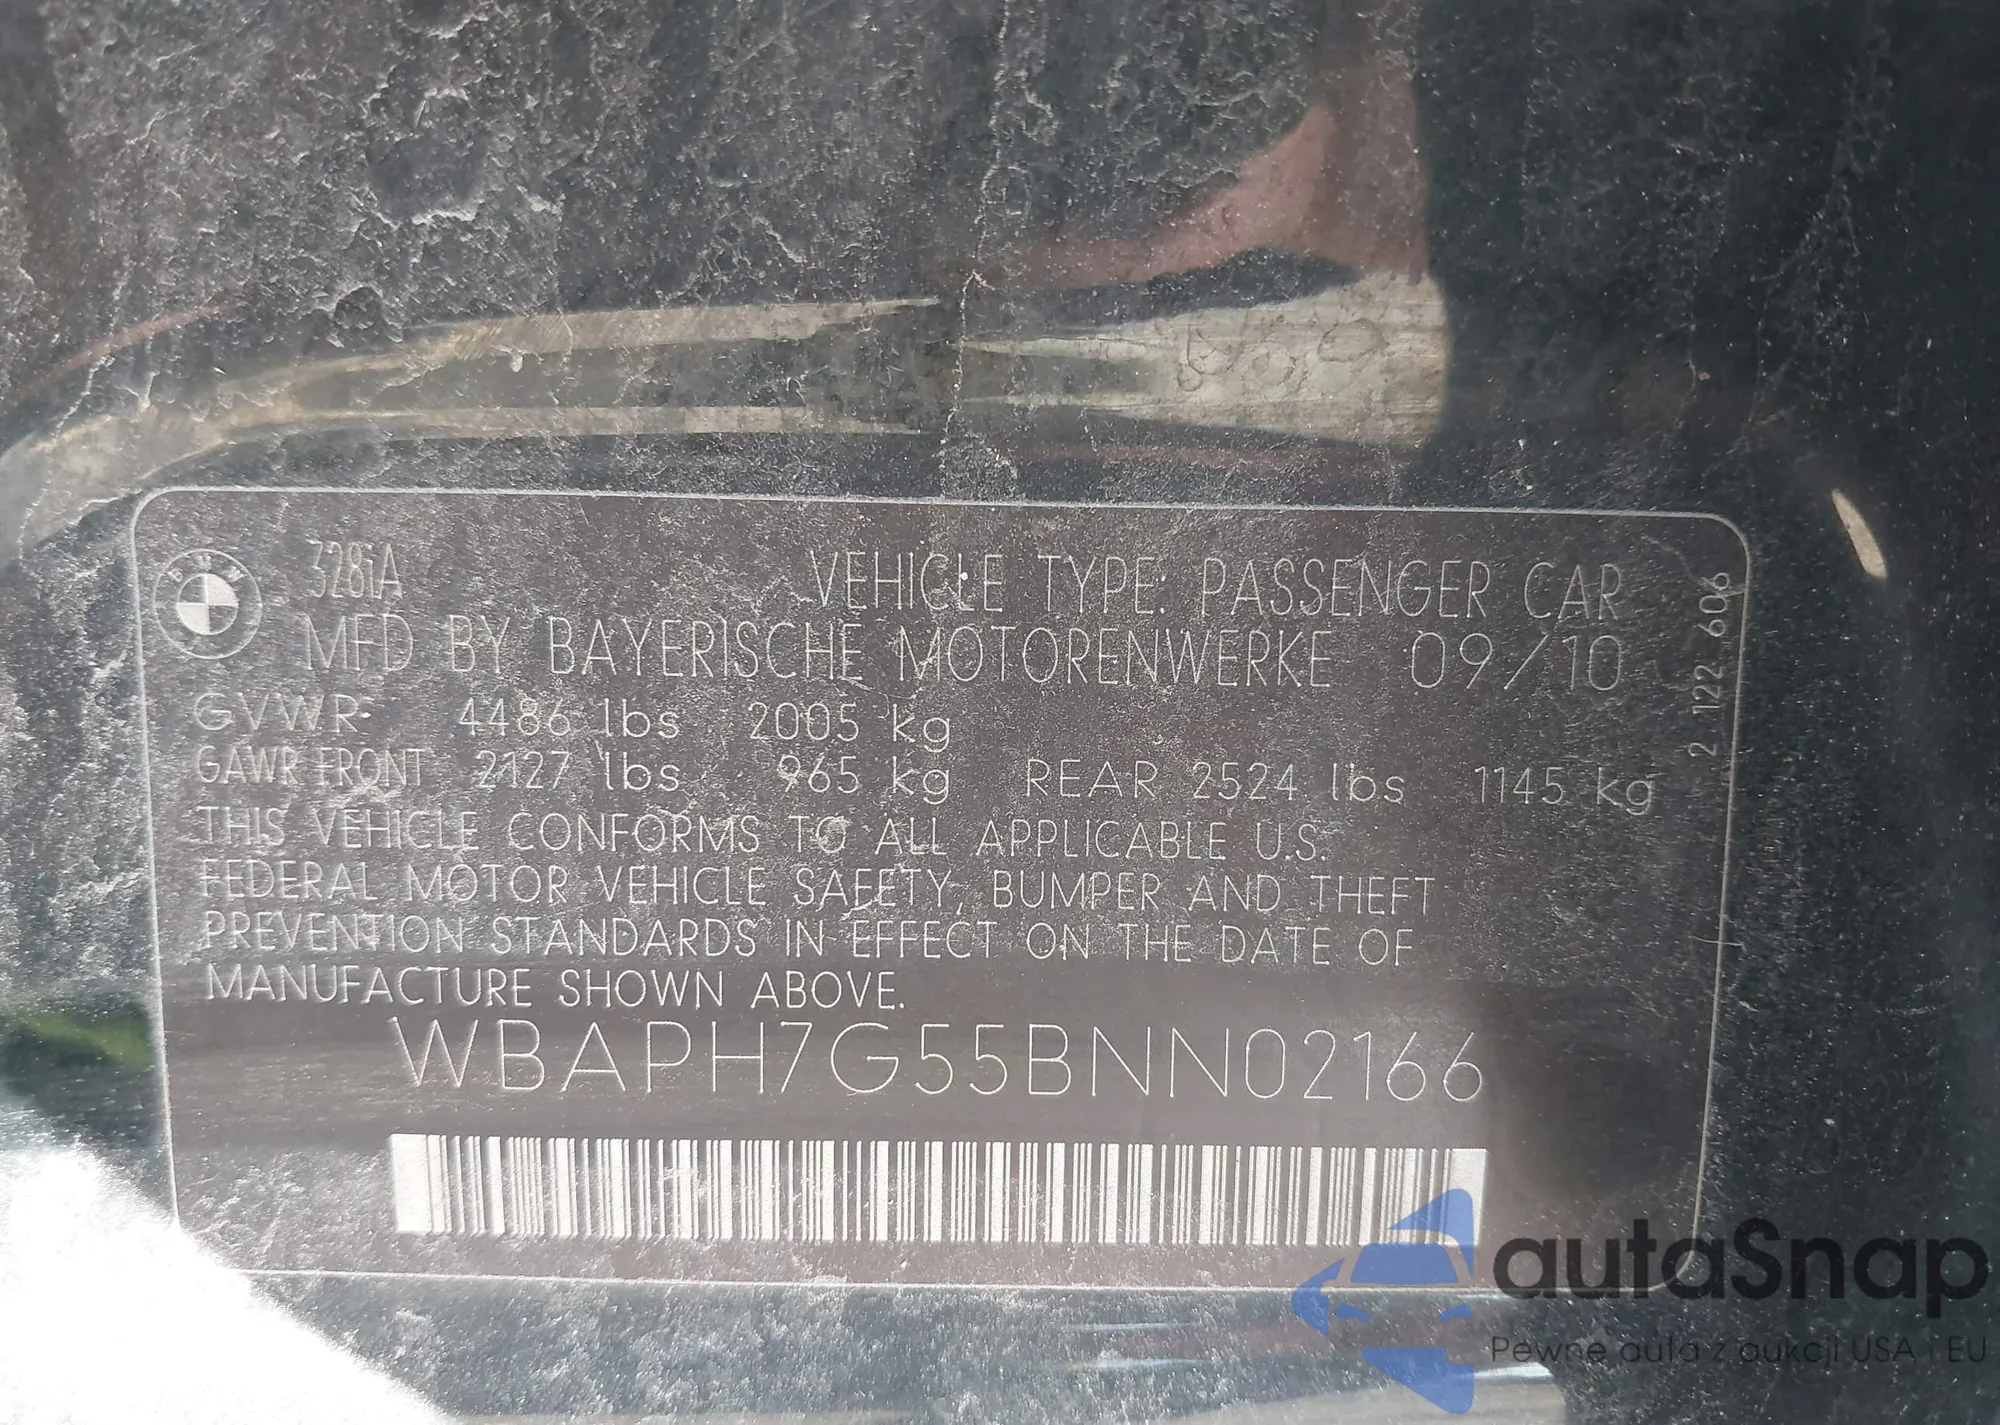 BMW
328iA
VEHICLE TYPE: PASSENGER CAR
MFD BY BAYERISCHE MOTORENWERKE 09/10
GVWR 4486 lbs 2005 kg
GAWR FRONT 2127 lbs 965 kg REAR 2524 lbs 1145 kg
THIS VEHICLE CONFORMS TO ALL APPLICABLE U.S.
FEDERAL MOTOR VEHICLE SAFETY, BUMPER AND THEFT
PREVENTION STANDARDS IN EFFECT ON THE DATE OF
MANUFACTURE SHOWN ABOVE.
WBAPH7G55BNN02166
2 122 606
autaSnap
Pewne auta z aukcji USA i EU